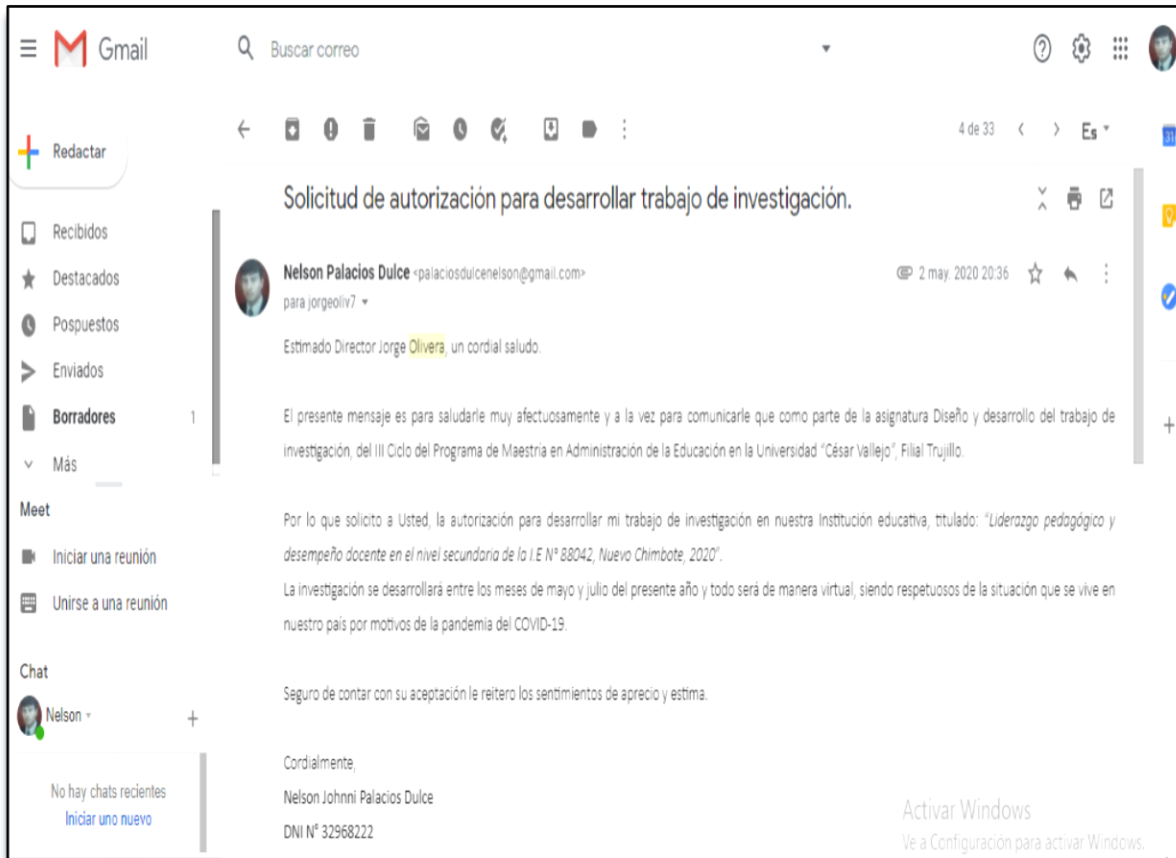 Gmail
Buscar correo
4 de 33
Es
Redactar
Recibidos
Destacados
Pospuestos
Enviados
Borradores 1
Más
Meet
Iniciar una reunión
Unirse a una reunión
Chat
Nelson
No hay chats recientes
Iniciar uno nuevo
Solicitud de autorización para desarrollar trabajo de investigación.
Nelson Palacios Dulce <palaciosdulcenelson@gmail.com>
2 may. 2020 20:36
para jorgeoliv7
Estimado Director Jorge Olivera, un cordial saludo.
El presente mensaje es para saludarle muy afectuosamente y a la vez para comunicarle que como parte de la asignatura Diseño y desarrollo del trabajo de
investigación, del III Ciclo del Programa de Maestría en Administración de la Educación en la Universidad "César Vallejo", Filial Trujillo.
Por lo que solicito a Usted, la autorización para desarrollar mi trabajo de investigación en nuestra Institución educativa, titulado: "Liderazgo pedagógico y
desempeño docente en el nivel secundaria de la I.E N° 88042, Nuevo Chimbote, 2020".
La investigación se desarrollará entre los meses de mayo y julio del presente año y todo será de manera virtual, siendo respetuosos de la situación que se vive en
nuestro país por motivos de la pandemia del COVID-19.
Seguro de contar con su aceptación le reitero los sentimientos de aprecio y estima.
Cordialmente,
Nelson Johnni Palacios Dulce
DNI N° 32968222
Activar Windows
Ve a Configuración para activar Windows.
31